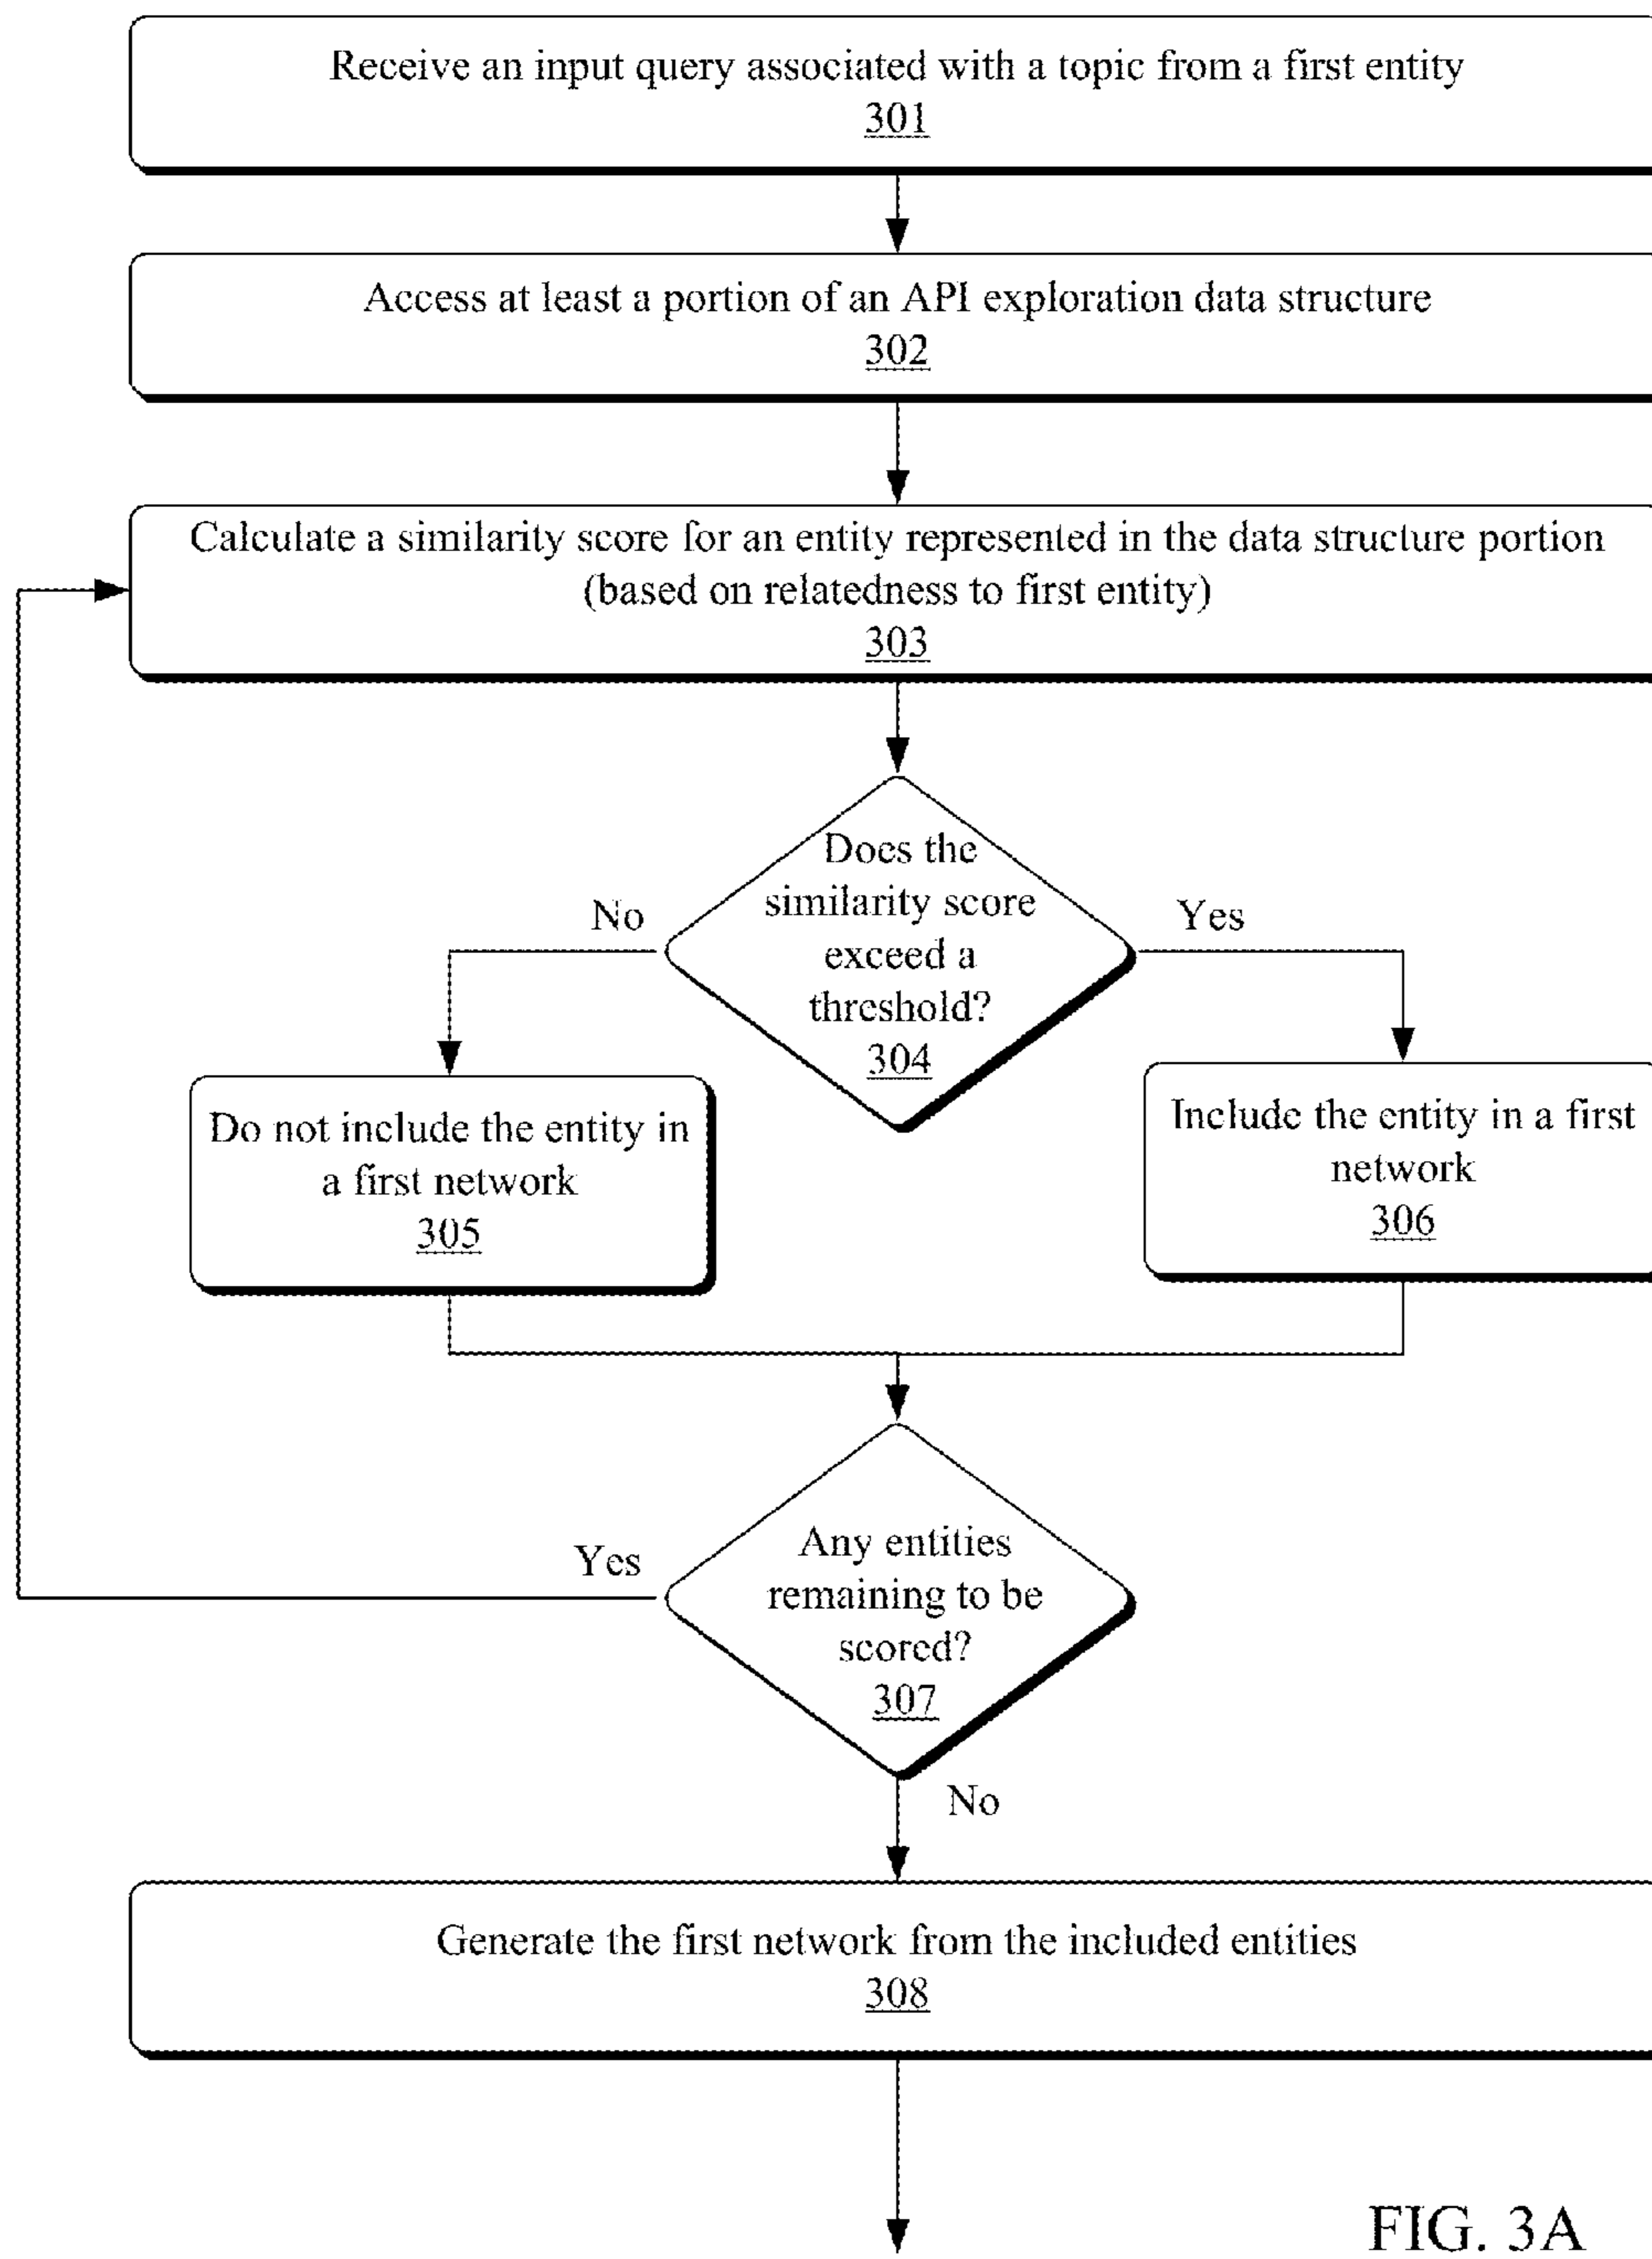 Receive an input query associated with a topic from a first entity
301
Access at least a portion of an API exploration data structure
302
Calculate a similarity score for an entity represented in the data structure portion
(based on relatedness to first entity)
303
Does the
similarity score
exceed a
threshold?
304
No
Yes
Do not include the entity in
a first network
305
Include the entity in a first
network
306
Any entities
remaining to be
scored?
307
Yes
No
Generate the first network from the included entities
308
FIG. 3A